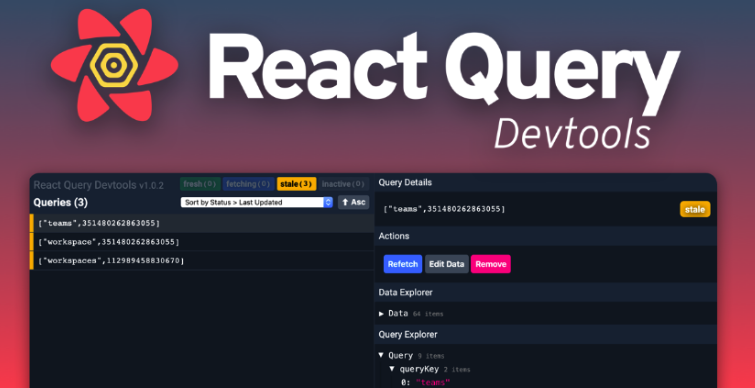 React Query
Devtools
React Query Devtools v1.0.2
fresh (0) fetching (0) stale (3) inactive (0)
Queries (3)
Sort by Status > Last Updated
↑ Asc
["teams",351480262863055]
["workspace",351480262863055]
["workspaces",112989458830670]
Query Details
["teams",351480262863055]
stale
Actions
Refetch Edit Data Remove
Data Explorer
▶ Data 64 items
Query Explorer
▼ Query 9 items
▼ queryKey 2 items
0: "teams"